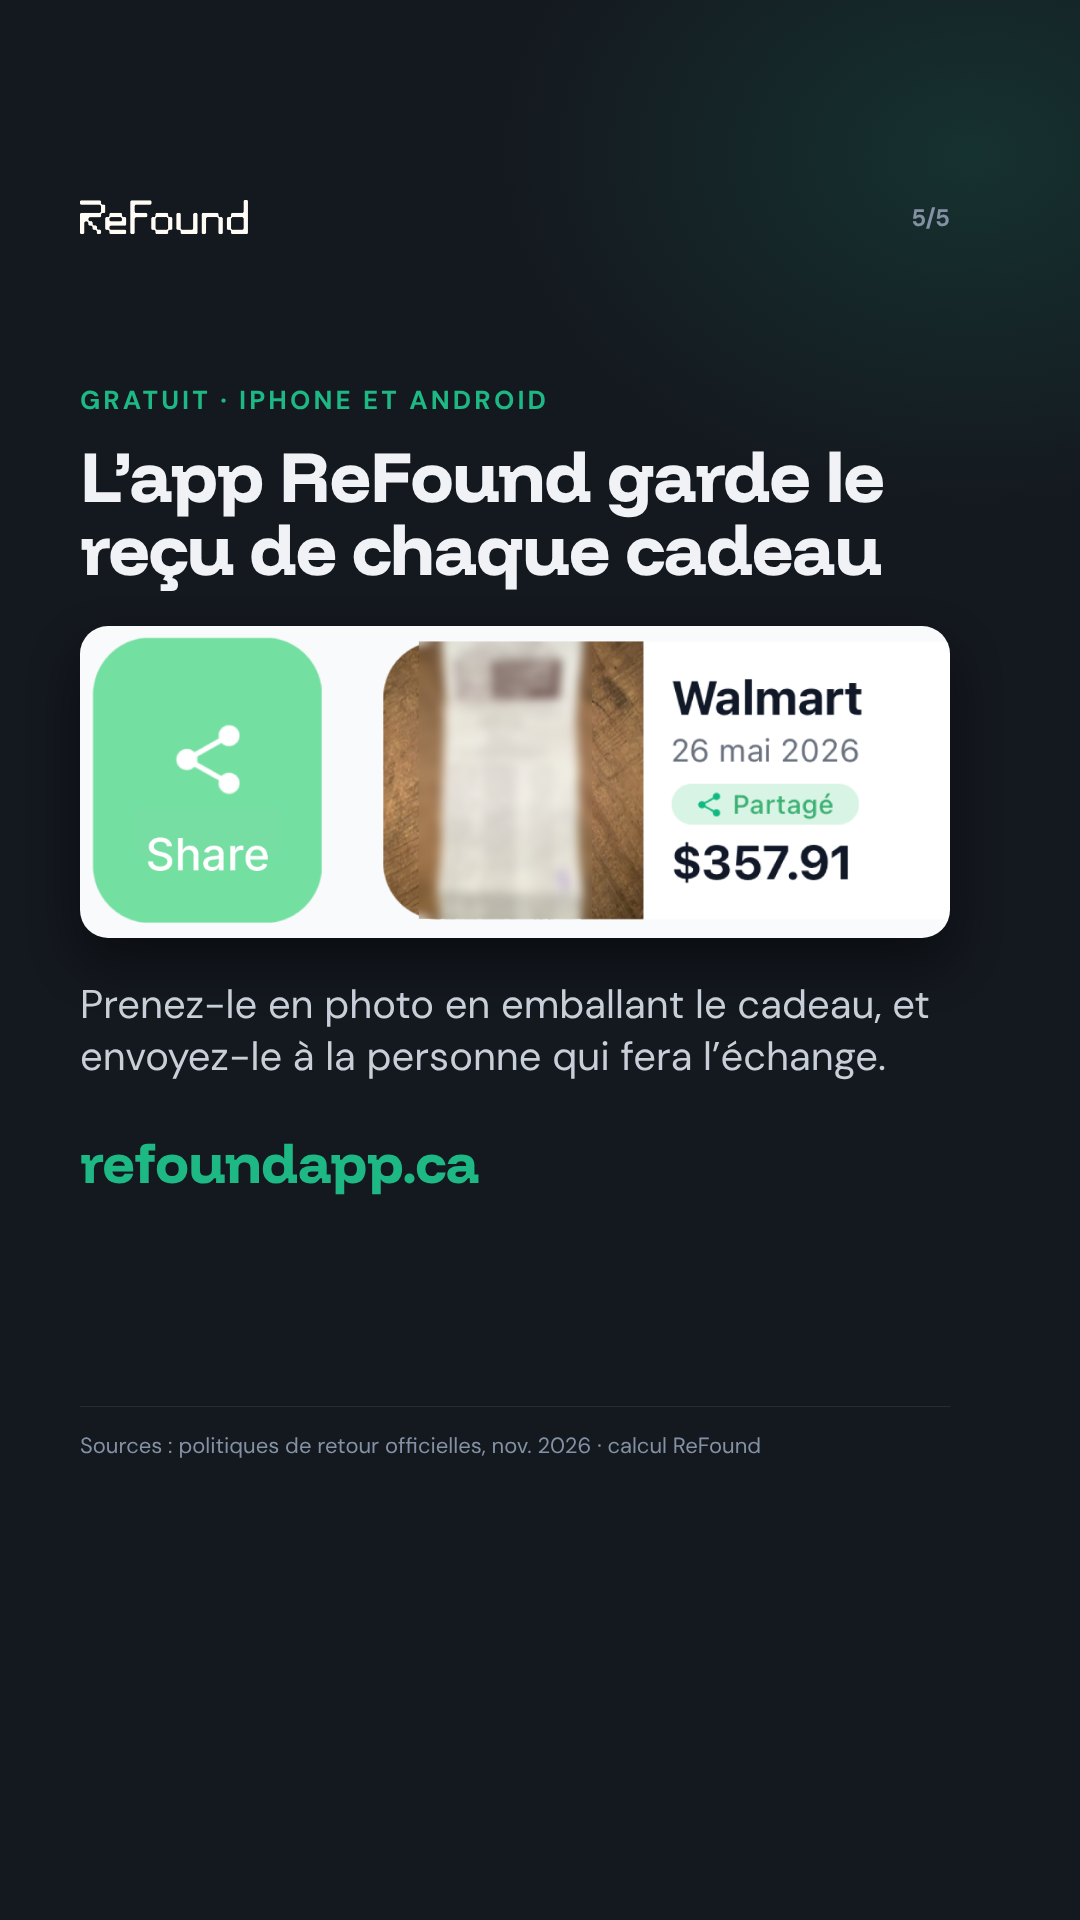 ReFound
5/5
GRATUIT · IPHONE ET ANDROID
L’app ReFound garde le
reçu de chaque cadeau
Share
Walmart
26 mai 2026
Partagé
$357.91
Prenez-le en photo en emballant le cadeau, et
envoyez-le à la personne qui fera l’échange.
refoundapp.ca
Sources : politiques de retour officielles, nov. 2026 · calcul ReFound